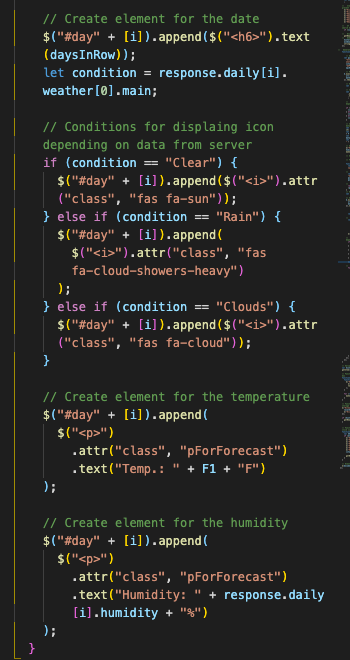 // Create element for the date
$("#day" + [i]).append($("<h6>").text
(daysInRow));
let condition = response.daily[i].
weather[0].main;
// Conditions for displaing icon
depending on data from server
if (condition == "Clear") {
$("#day" + [i]).append($("<i>").attr
("class", "fas fa-sun"));
} else if (condition == "Rain") {
$("#day" + [i]).append(
$("<i>").attr("class", "fas
fa-cloud-showers-heavy")
);
} else if (condition == "Clouds") {
$("#day" + [i]).append($("<i>").attr
("class", "fas fa-cloud"));
}
// Create element for the temperature
$("#day" + [i]).append(
$("<p>")
.attr("class", "pForForecast")
.text("Temp.: " + F1 + "F")
);
// Create element for the humidity
$("#day" + [i]).append(
$("<p>")
.attr("class", "pForForecast")
.text("Humidity: " + response.daily
[i].humidity + "%")
);
}